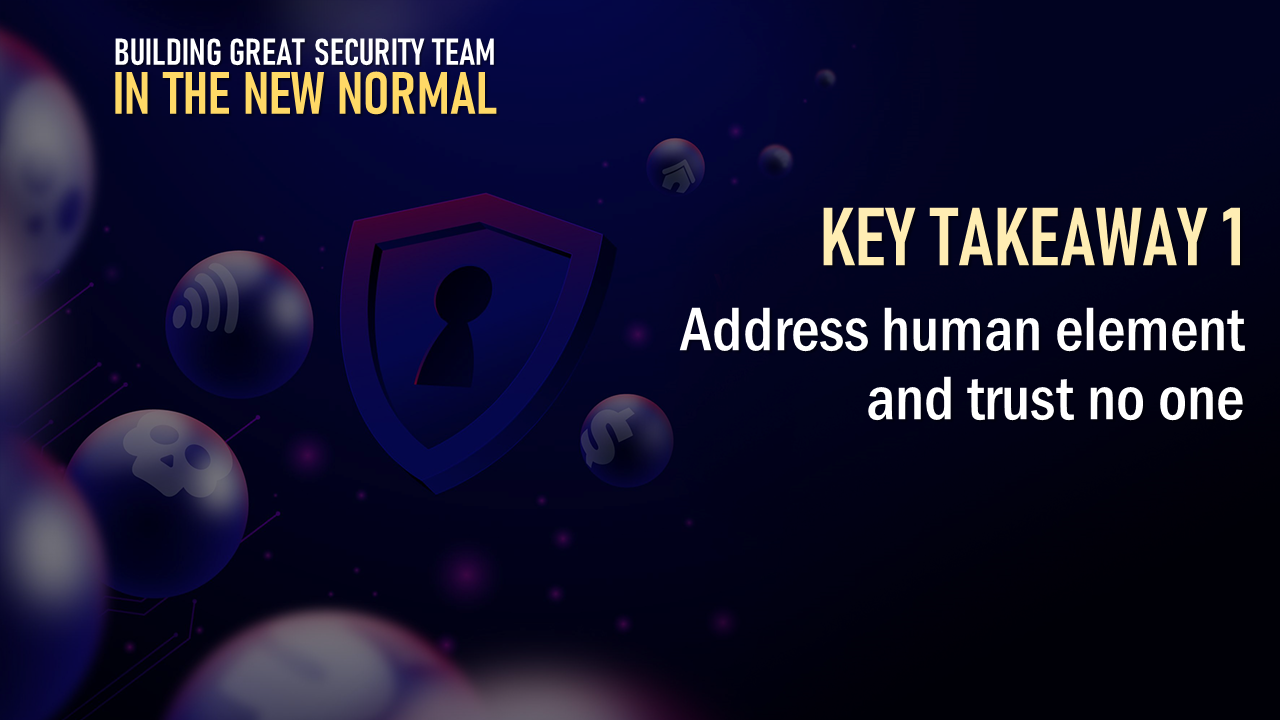 BUILDING GREAT SECURITY TEAM
IN THE NEW NORMAL
KEY TAKEAWAY 1
Address human element
and trust no one